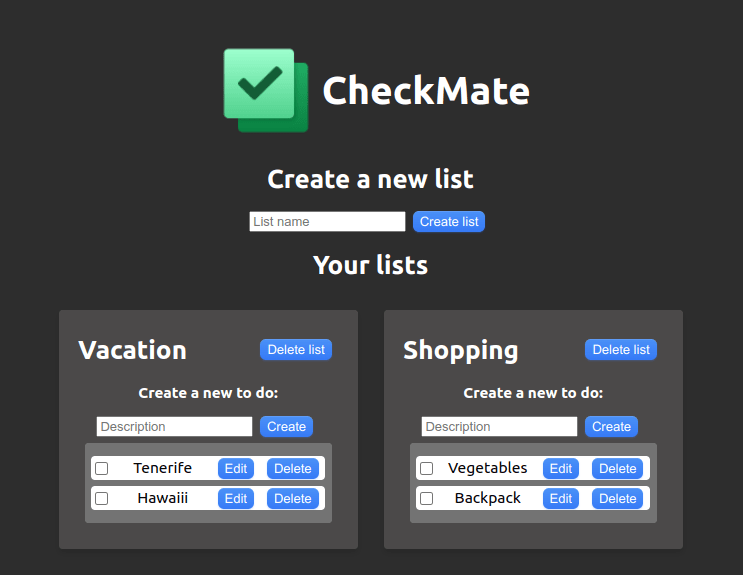 CheckMate
Create a new list
List name Create list
Your lists
Vacation Delete list
Create a new to do:
Description Create
Tenerife Edit Delete
Hawaiii Edit Delete
Shopping Delete list
Create a new to do:
Description Create
Vegetables Edit Delete
Backpack Edit Delete